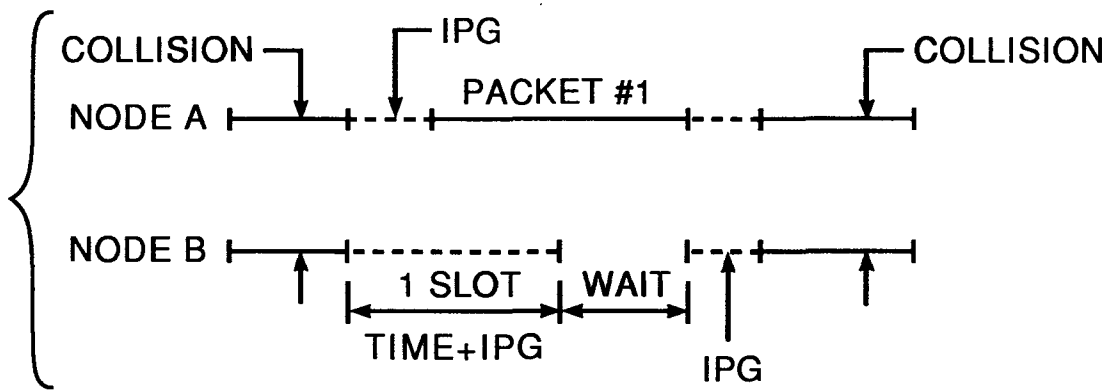 IPG
COLLISION
COLLISION
PACKET #1
NODE A
NODE B
1 SLOT
WAIT
TIME+IPG
IPG